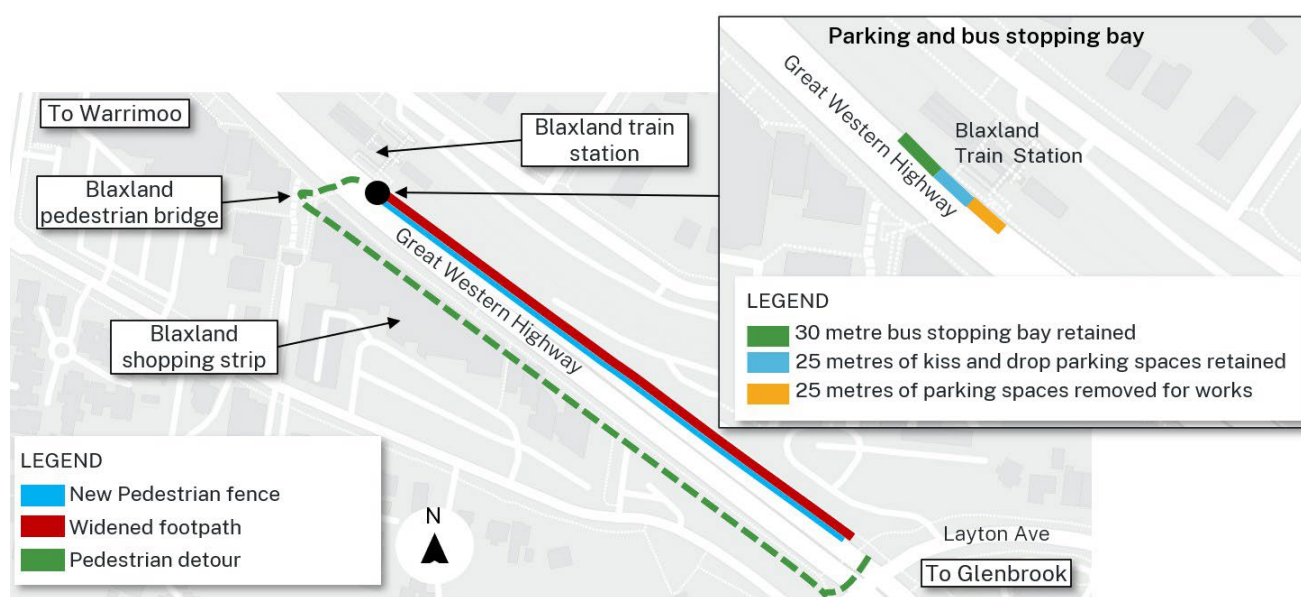 Parking and bus stopping bay
Great Western Highway
Blaxland
Train Station
LEGEND
30 metre bus stopping bay retained
25 metres of kiss and drop parking spaces retained
25 metres of parking spaces removed for works
To Warrimoo
Blaxland train
station
Blaxland
pedestrian bridge
Great Western Highway
Blaxland
shopping strip
LEGEND
New Pedestrian fence
Widened footpath
Pedestrian detour
N
Layton Ave
To Glenbrook